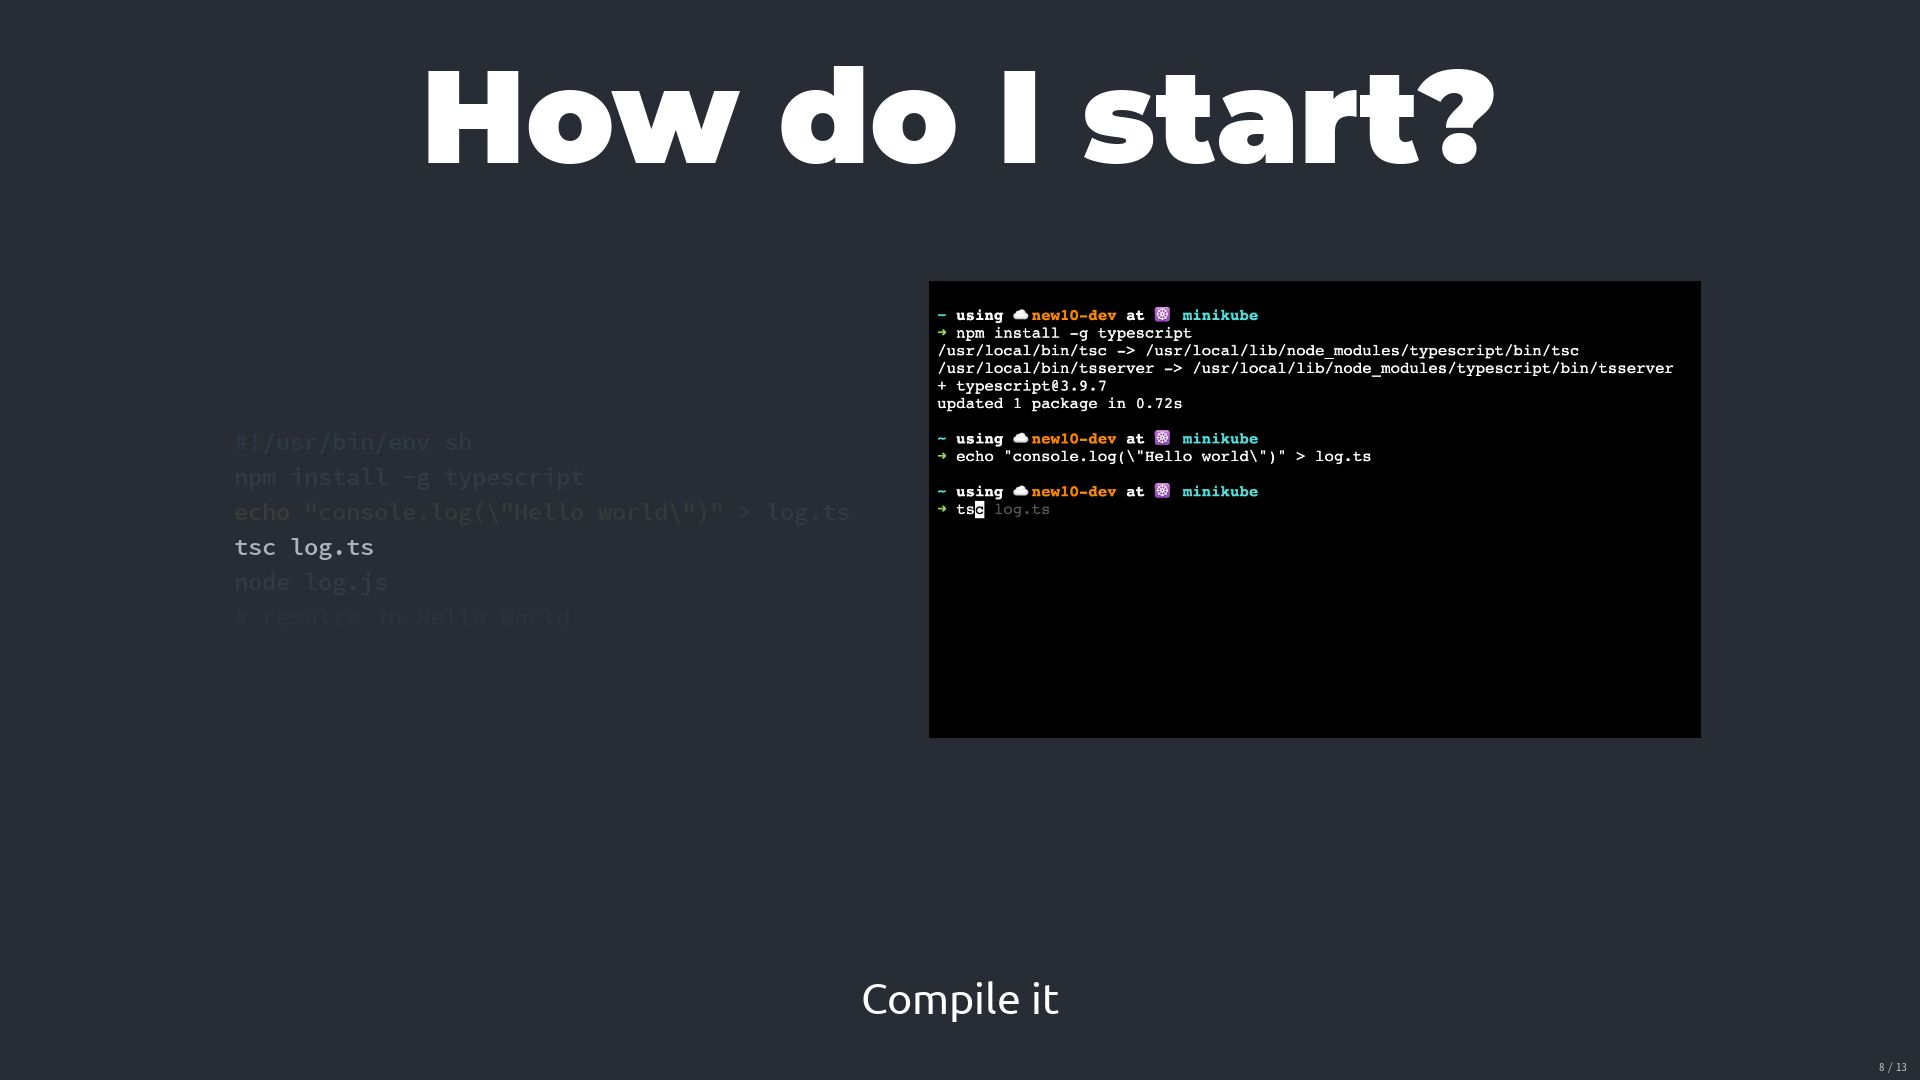 How do I start?
#!/usr/bin/env sh
npm install -g typescript
echo "console.log(\"Hello world\")" > log.ts
tsc log.ts
node log.js
# results in Hello World
~ using ☁️new10-dev at ☸️ minikube
➜ npm install -g typescript
/usr/local/bin/tsc -> /usr/local/lib/node_modules/typescript/bin/tsc
/usr/local/bin/tsserver -> /usr/local/lib/node_modules/typescript/bin/tsserver
+ typescript@3.9.7
updated 1 package in 0.72s
~ using ☁️new10-dev at ☸️ minikube
➜ echo "console.log(\"Hello world\")" > log.ts
~ using ☁️new10-dev at ☸️ minikube
➜ tsc log.ts
Compile it
8 / 13